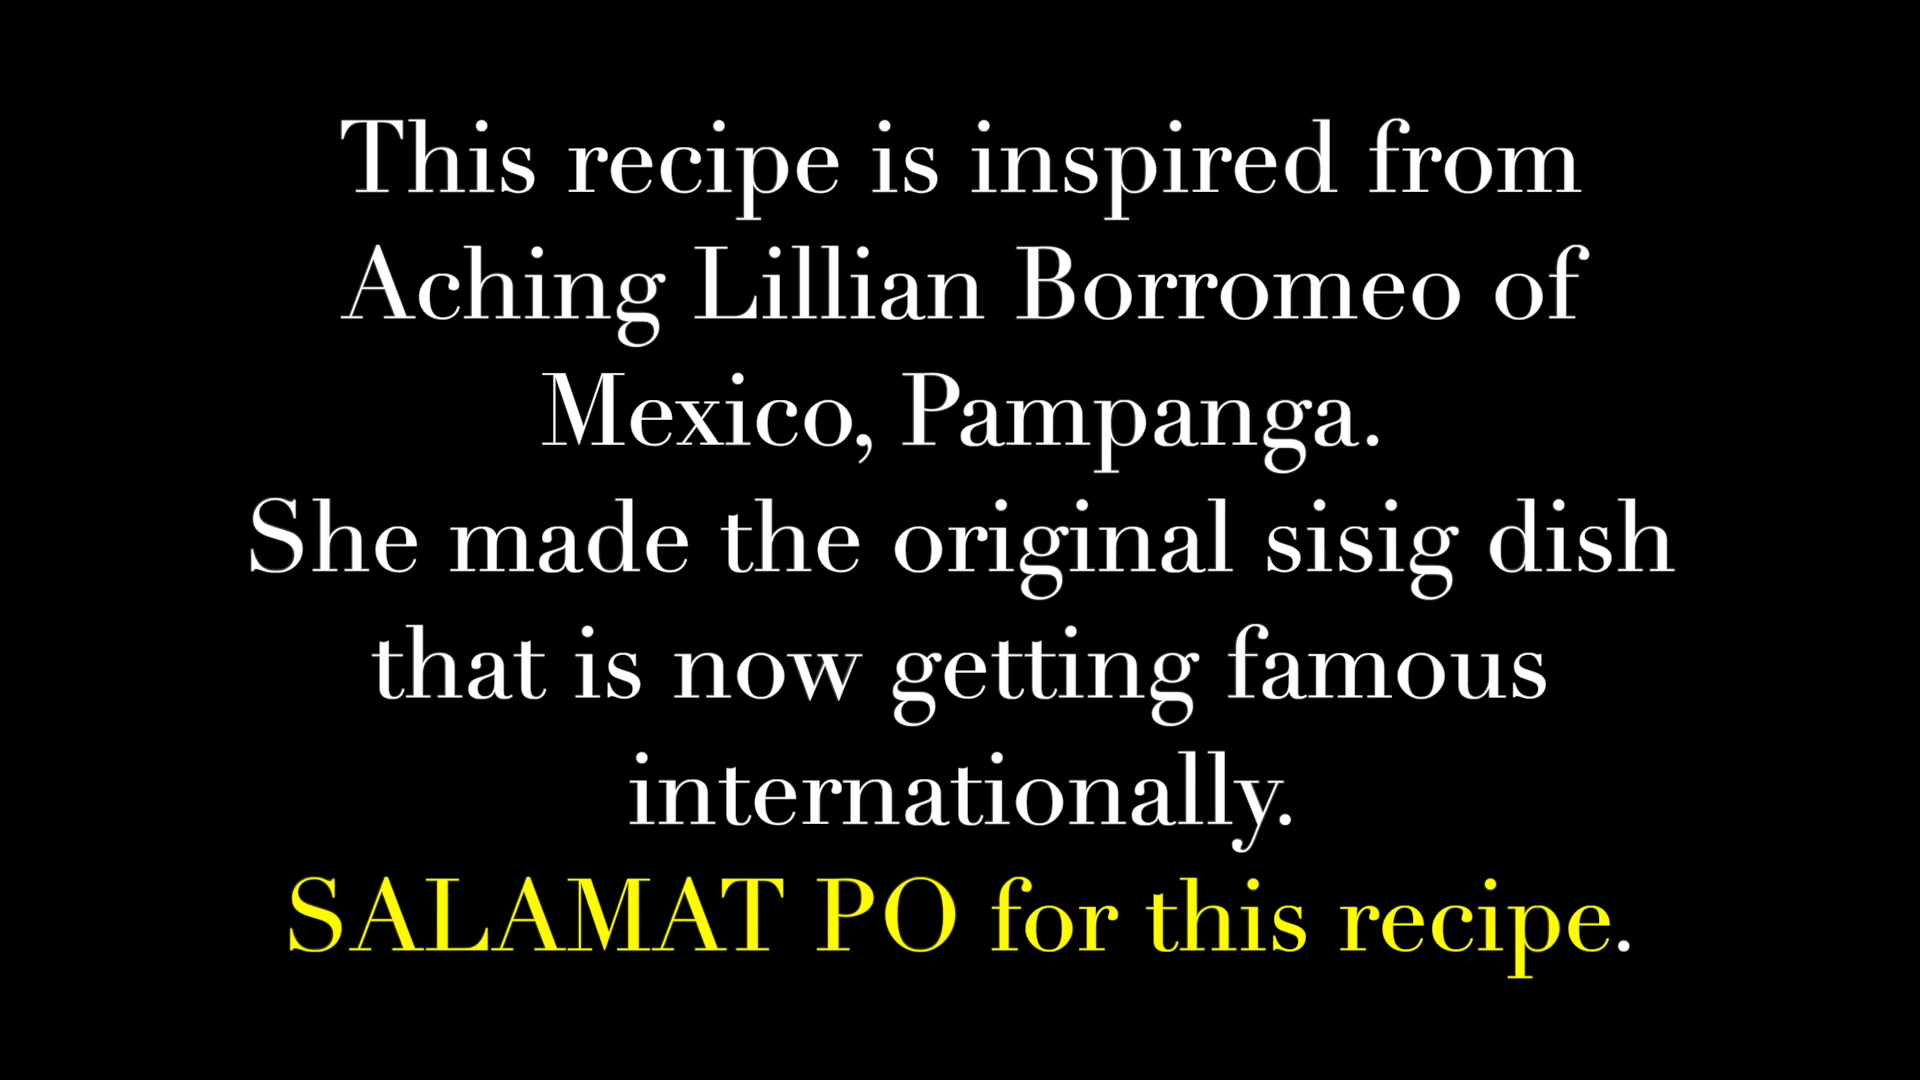 This recipe is inspired from
Aching Lillian Borromeo of
Mexico, Pampanga.
She made the original sisig dish
that is now getting famous
internationally.
SALAMAT PO for this recipe.